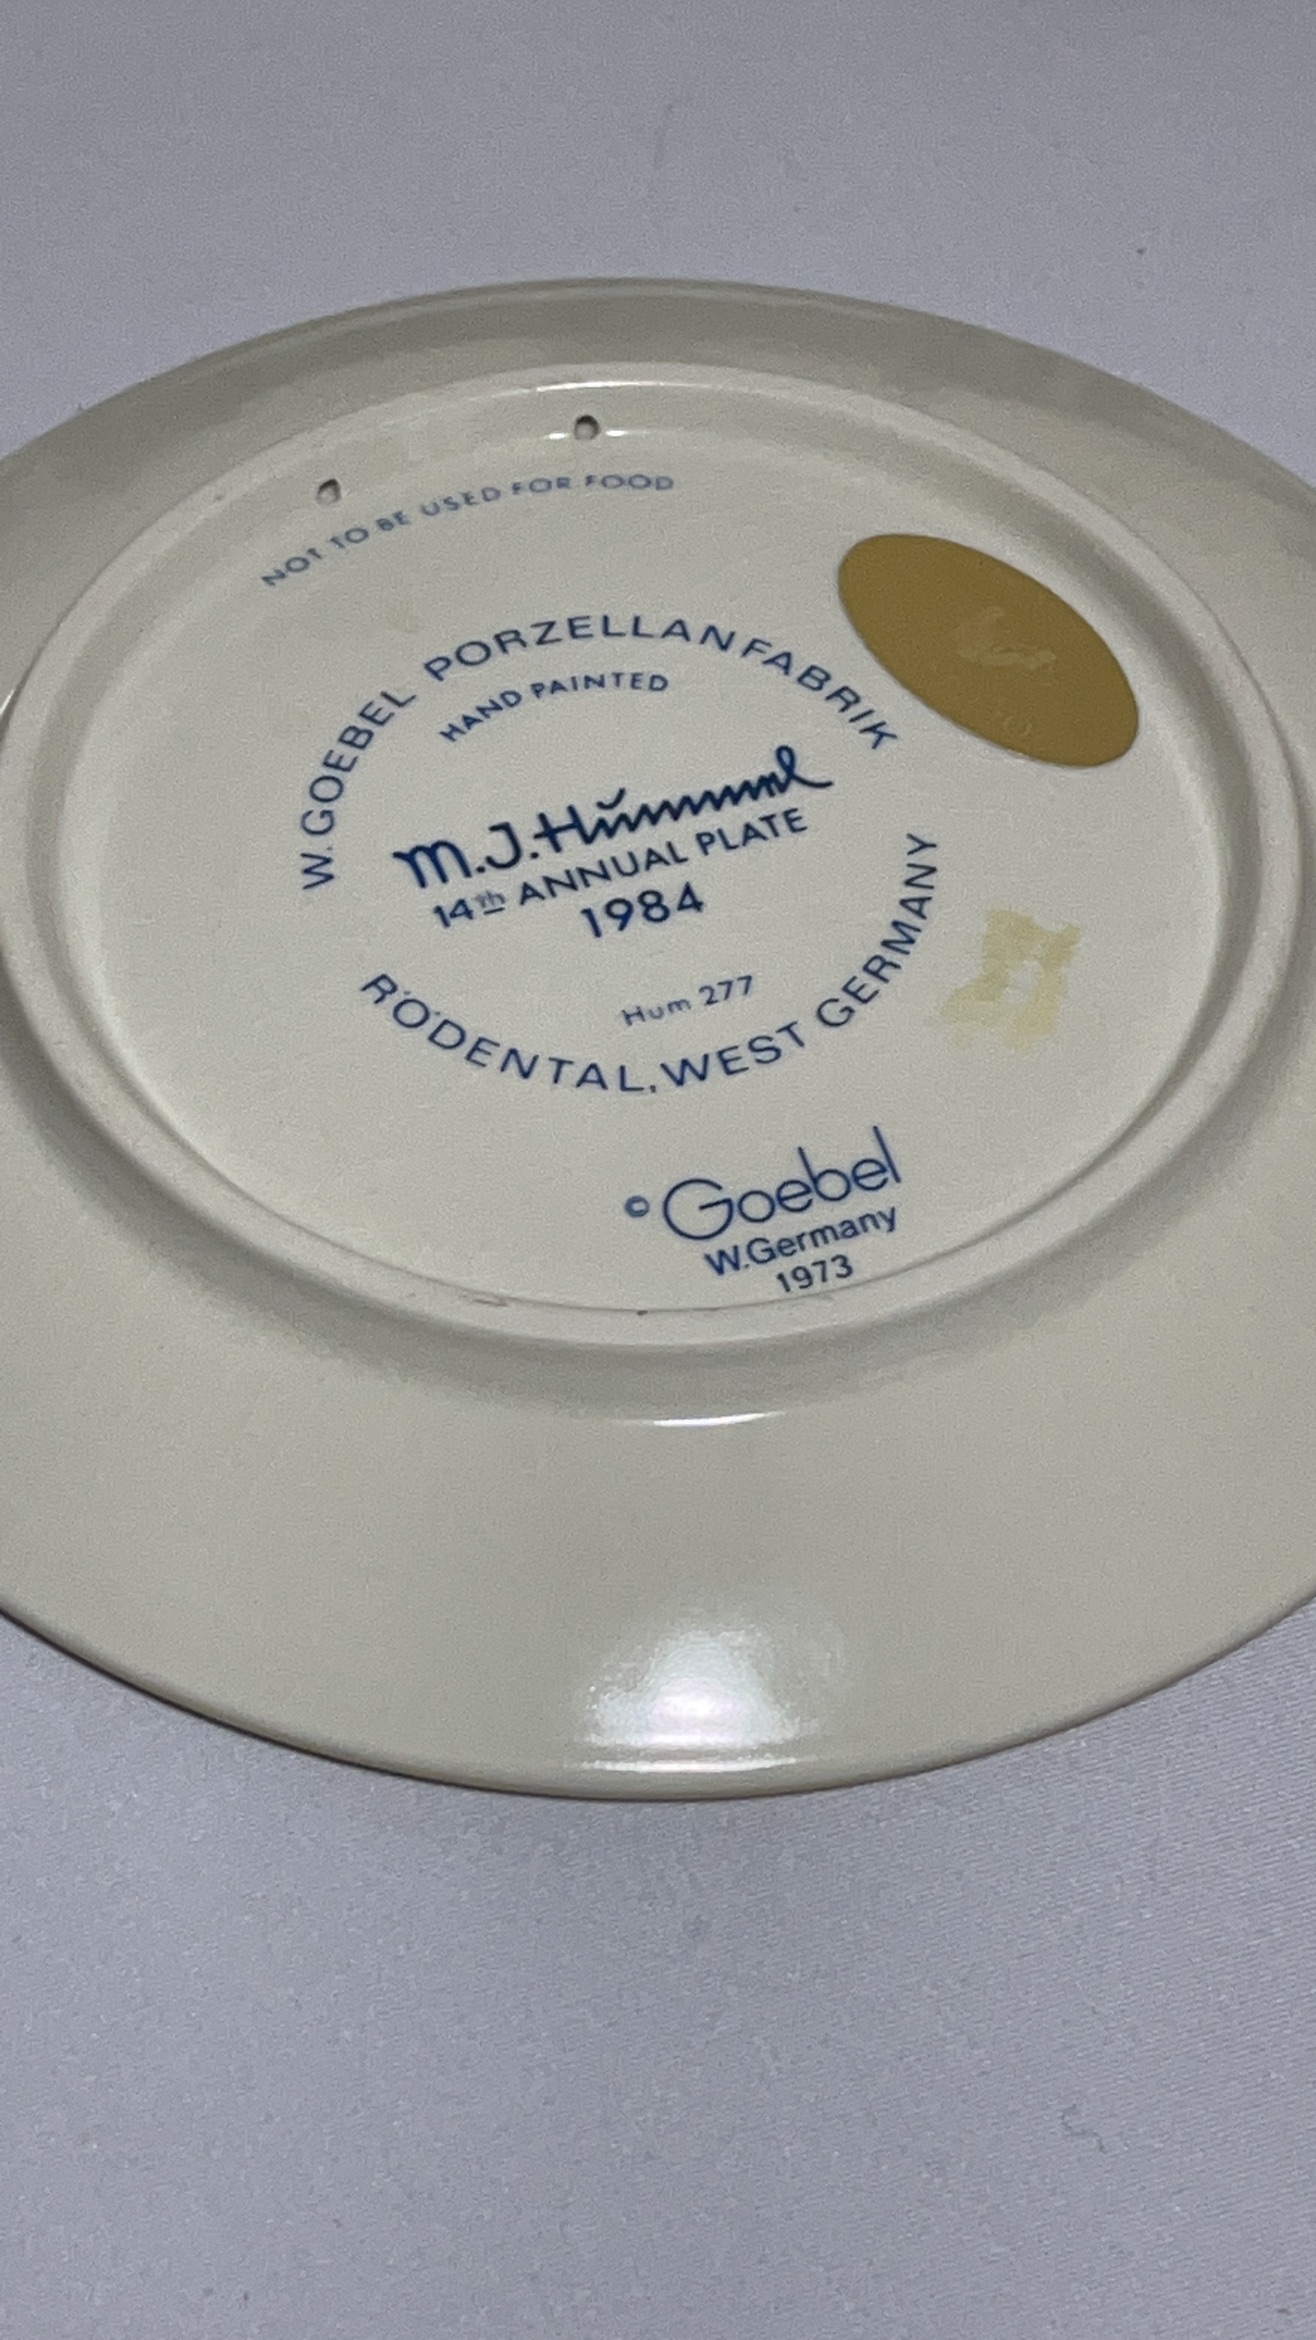 NOT TO BE USED FOR FOOD
W. GOEBEL PORZELLANFABRIK
HAND PAINTED
M.J.Hummel
14th ANNUAL PLATE
1984
Hum 277
RÖDENTAL, WEST GERMANY
© Goebel
W.Germany
1973